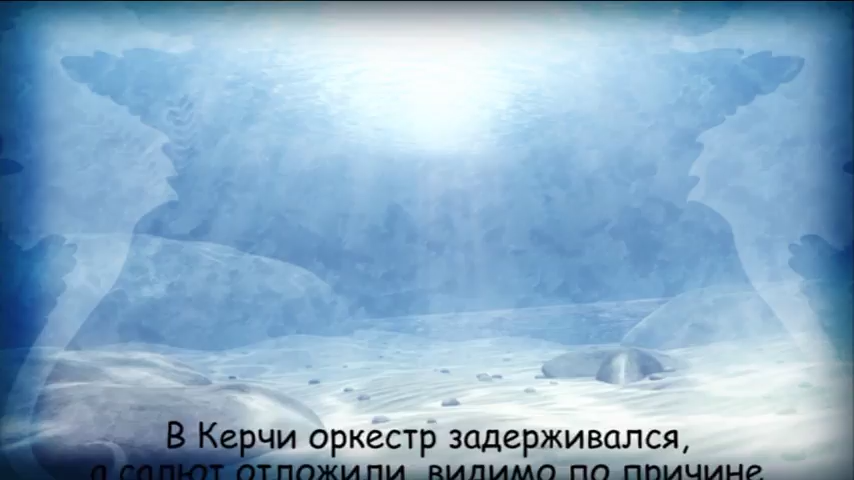 В Керчи оркестр задерживался,
а салют отложили, видимо по причине